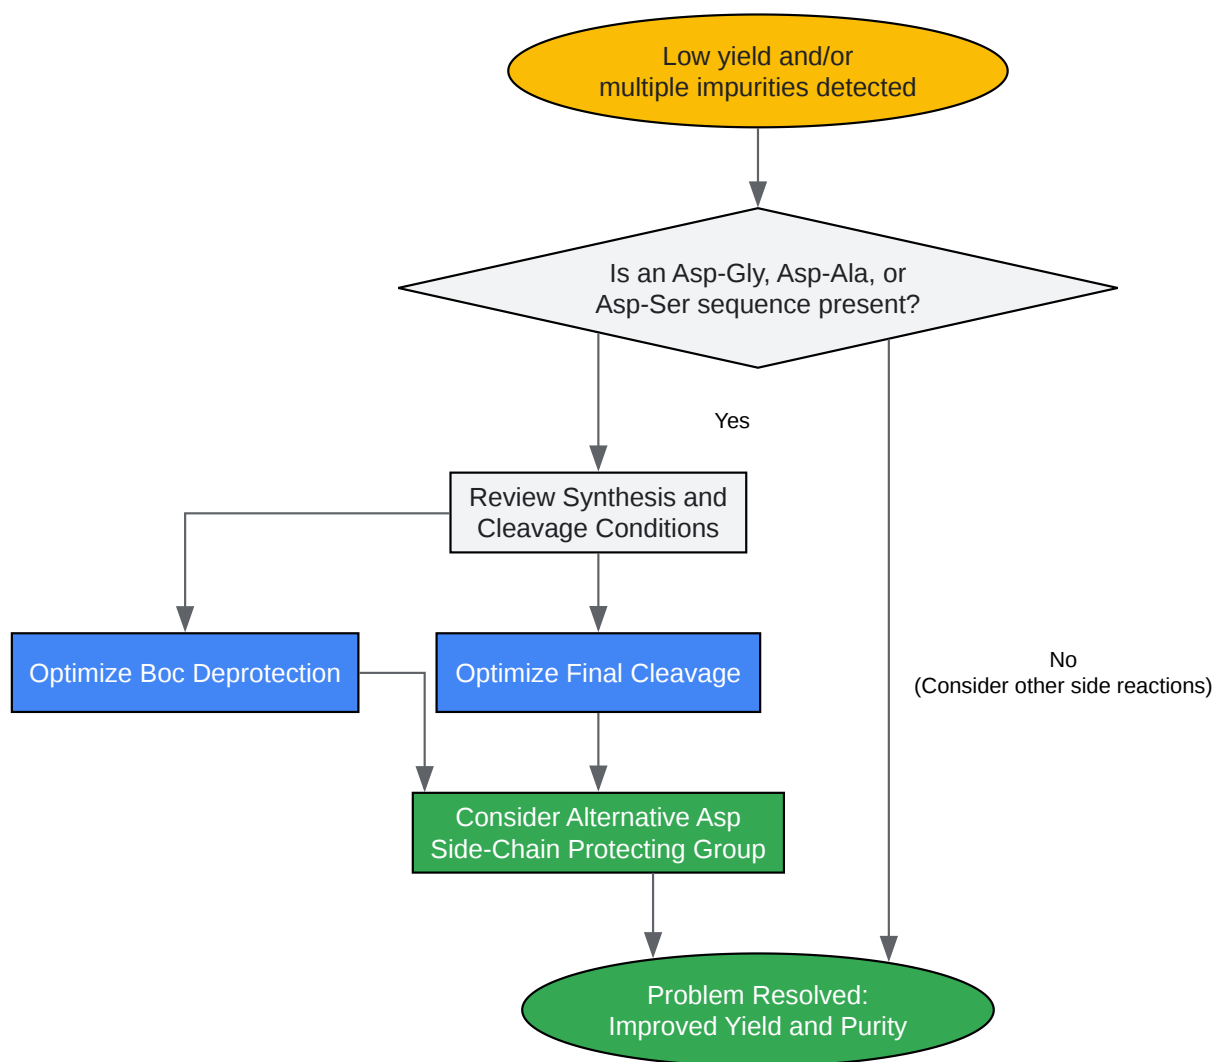 Low yield and/or
multiple impurities detected
Is an Asp-Gly, Asp-Ala, or
Asp-Ser sequence present?
Yes
Review Synthesis and
Cleavage Conditions
Optimize Boc Deprotection
Optimize Final Cleavage
No
(Consider other side reactions)
Consider Alternative Asp
Side-Chain Protecting Group
Problem Resolved:
Improved Yield and Purity